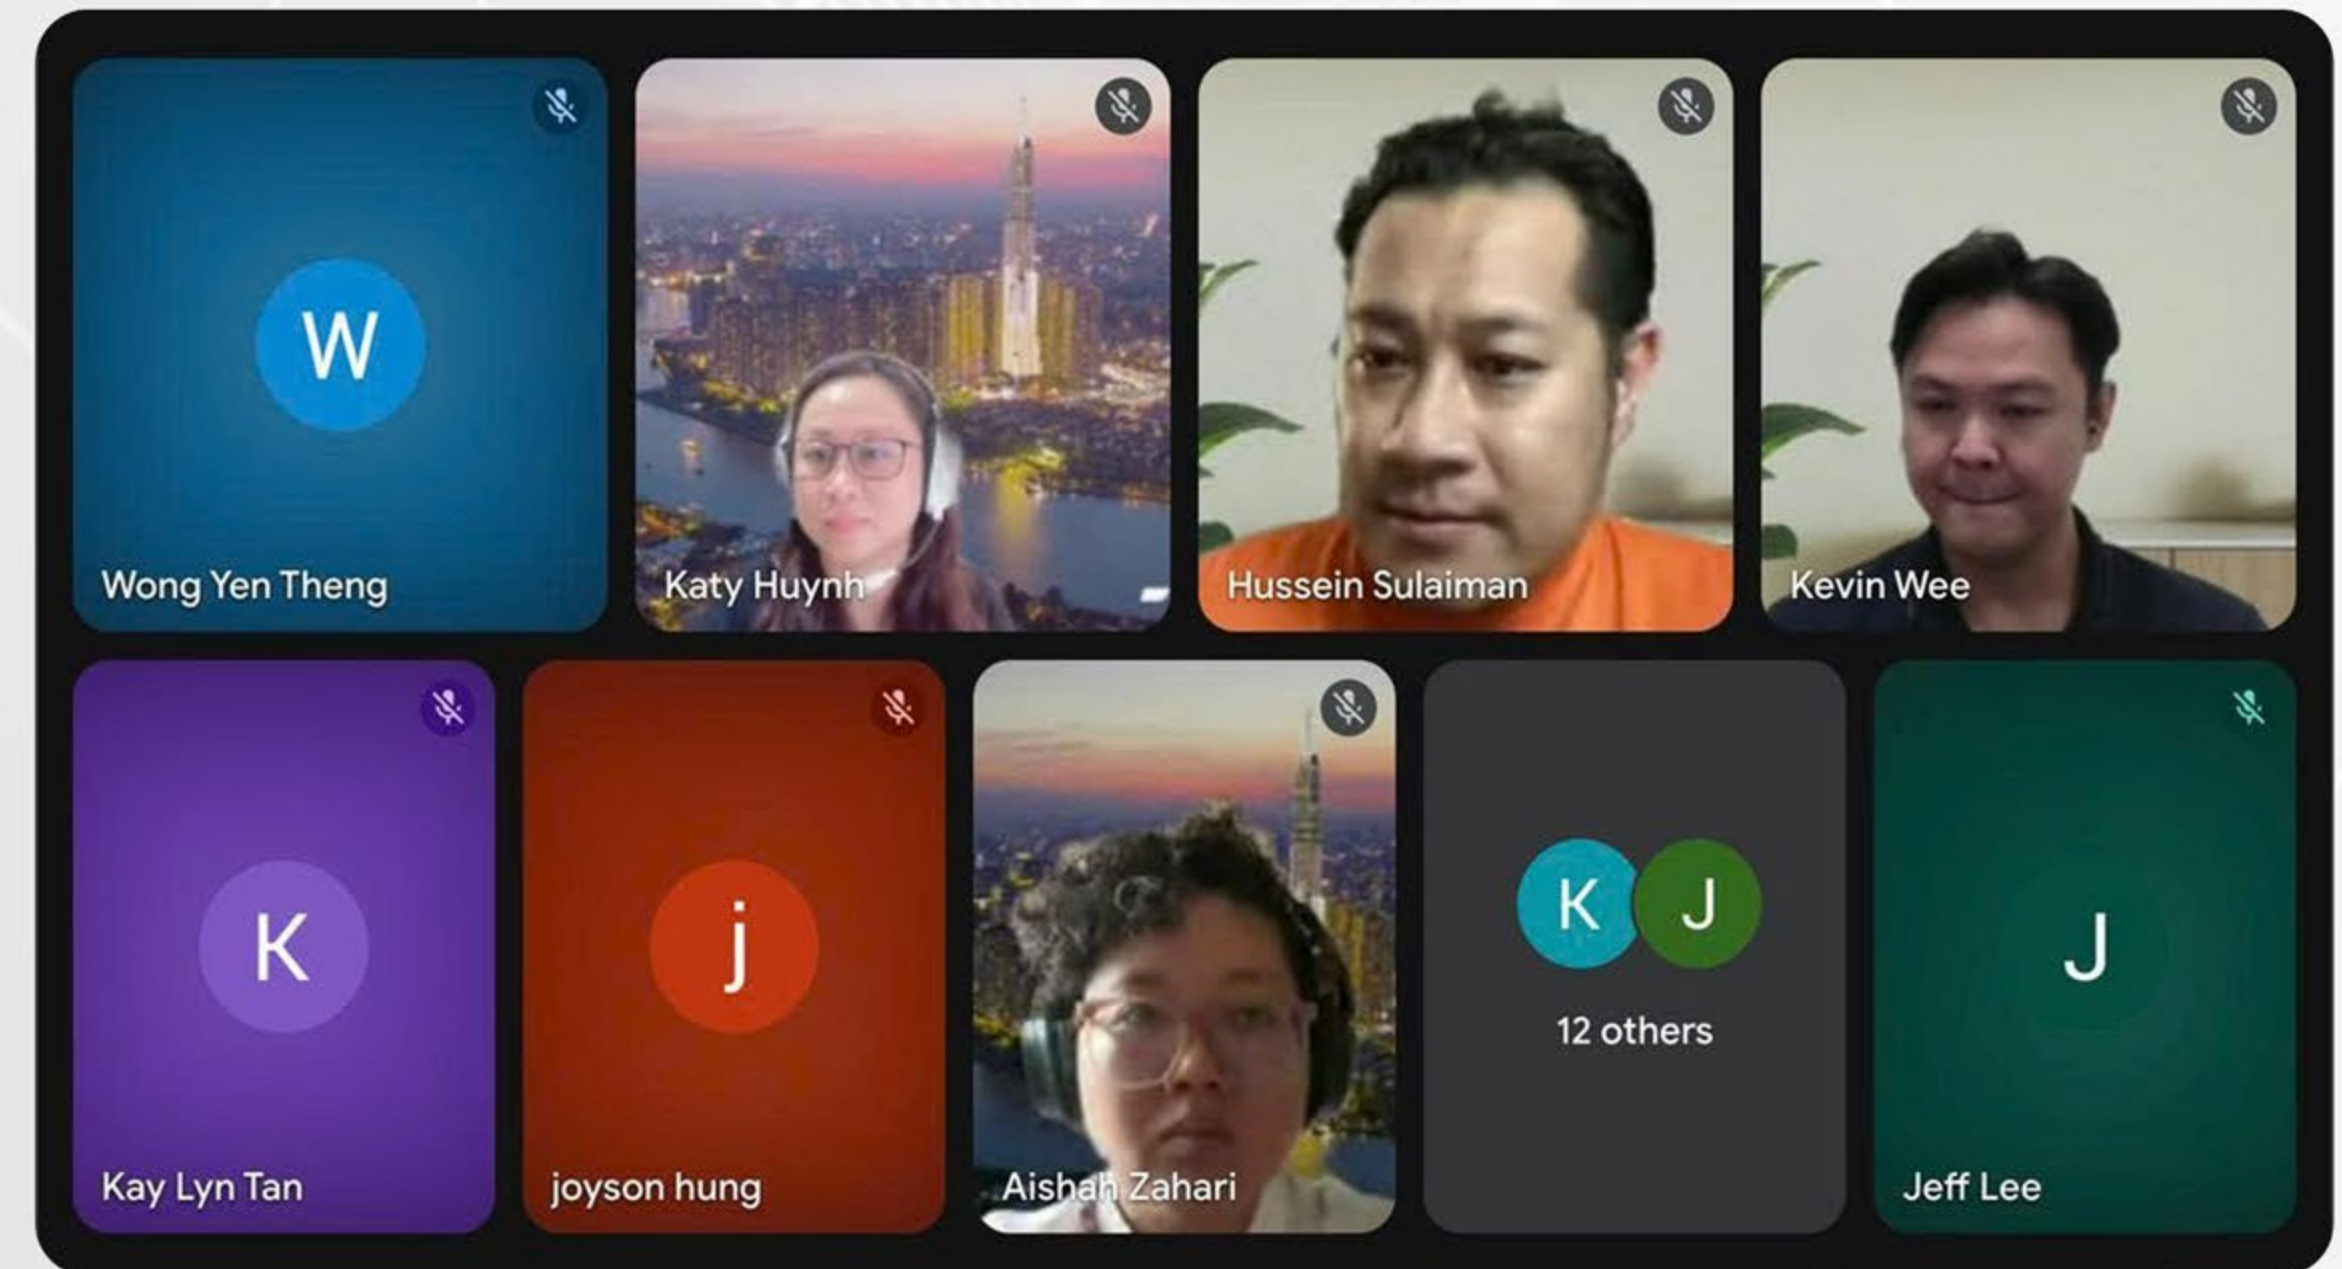 W
Wong Yen Theng
Katy Huynh
Hussein Sulaiman
Kevin Wee
K
Kay Lyn Tan
j
joyson hung
Aishah Zahari
K J
12 others
J
Jeff Lee